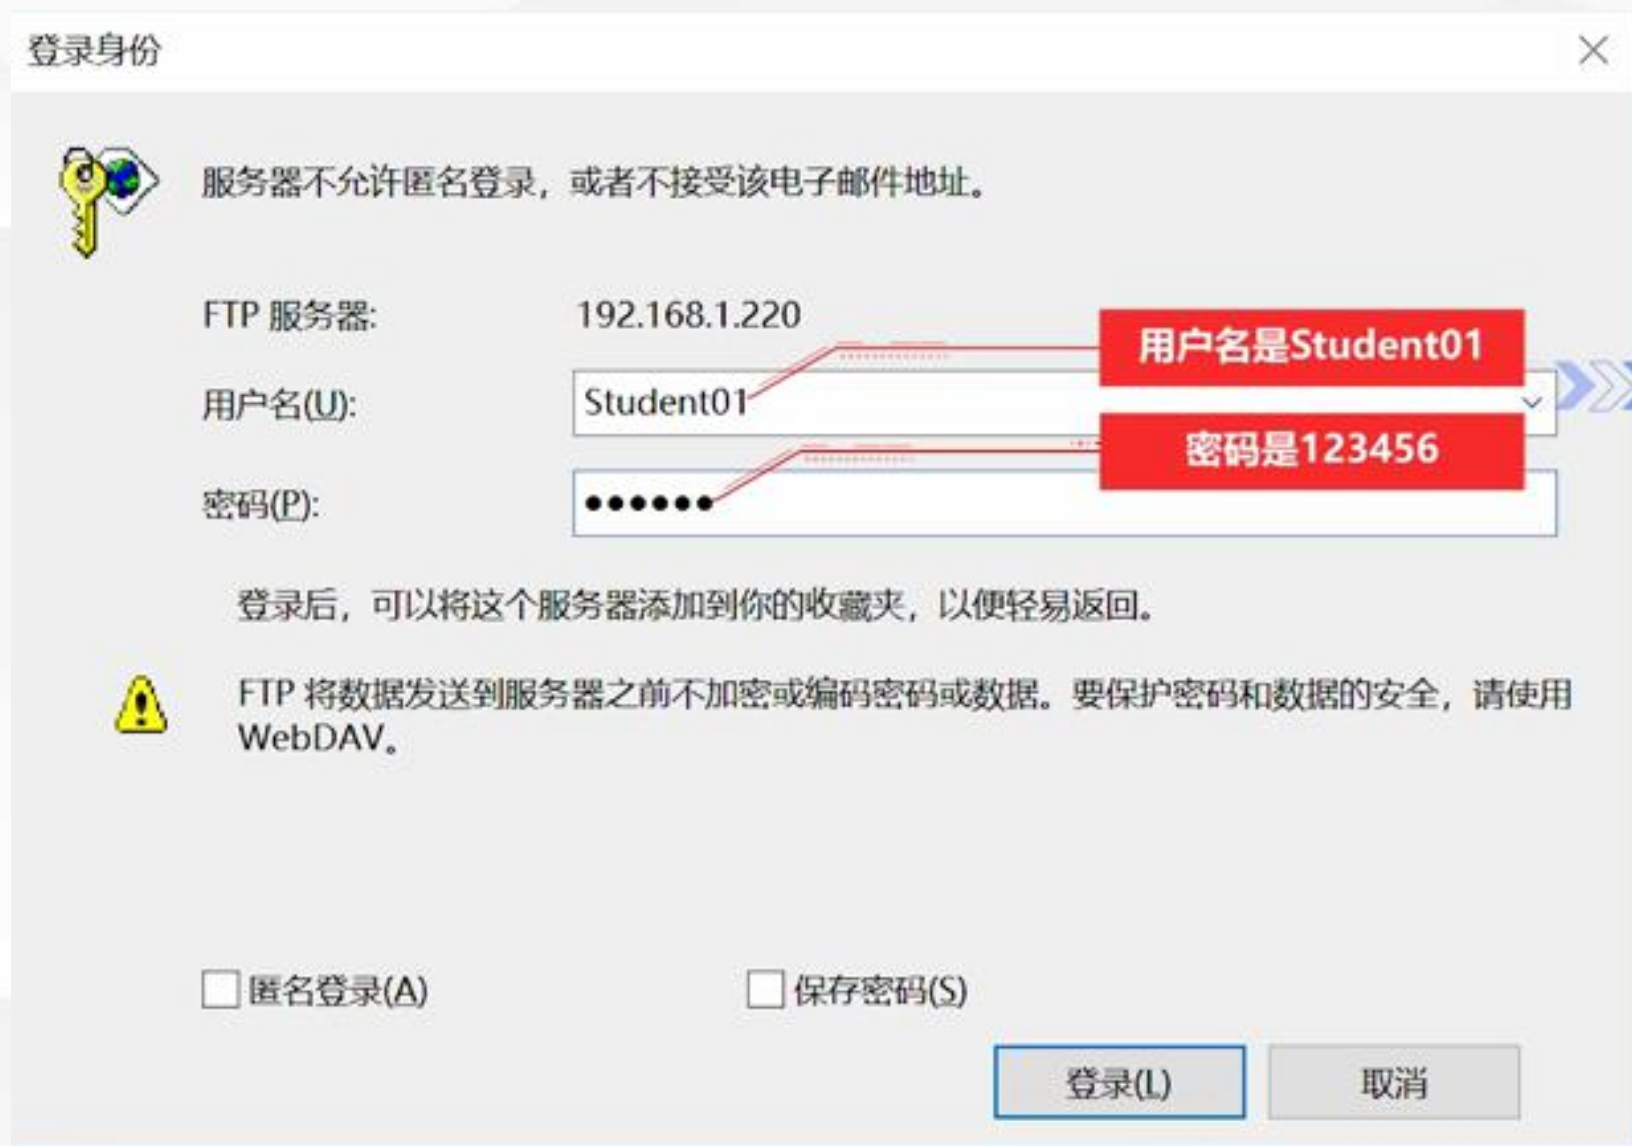 登录身份
服务器不允许匿名登录，或者不接受该电子邮件地址。
FTP 服务器:
192.168.1.220
用户名是Student01
用户名(U):
Student01
密码是123456
密码(P):
●●●●●●
登录后，可以将这个服务器添加到你的收藏夹，以便轻易返回。
FTP 将数据发送到服务器之前不加密或编码密码或数据。要保护密码和数据的安全，请使用
WebDAV。
匿名登录(A)
保存密码(S)
登录(L)
取消